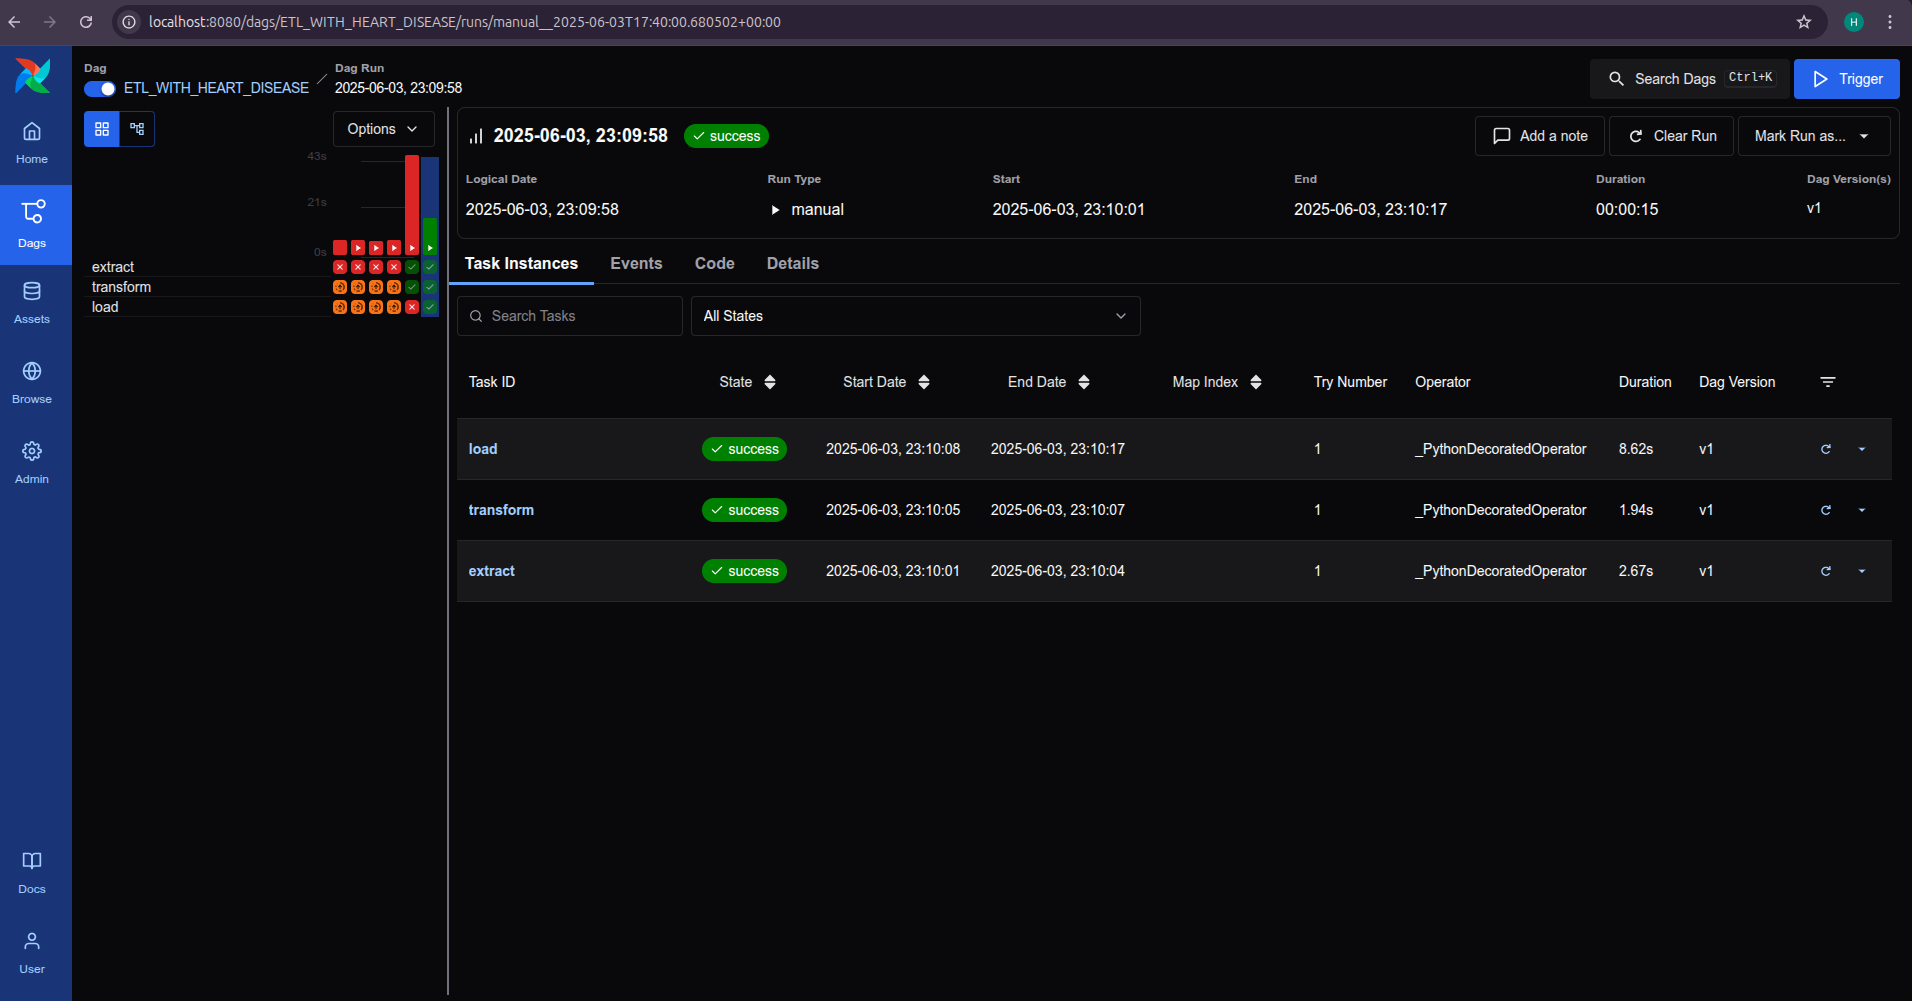 localhost:8080/dags/ETL_WITH_HEART_DISEASE/runs/manual__2025-06-03T17:40:00.680502+00:00
H
Dag
ETL_WITH_HEART_DISEASE
Dag Run
2025-06-03, 23:09:58
Search Dags Ctrl+K
Trigger
Home
Dags
Assets
Browse
Admin
Docs
User
Options
43s
21s
0s
extract
transform
load
2025-06-03, 23:09:58 success
Add a note
Clear Run
Mark Run as...
Logical Date Run Type Start End Duration Dag Version(s)
2025-06-03, 23:09:58 manual 2025-06-03, 23:10:01 2025-06-03, 23:10:17 00:00:15 v1
Task Instances Events Code Details
Search Tasks All States
Task ID State Start Date End Date Map Index Try Number Operator Duration Dag Version
load success 2025-06-03, 23:10:08 2025-06-03, 23:10:17 1 _PythonDecoratedOperator 8.62s v1
transform success 2025-06-03, 23:10:05 2025-06-03, 23:10:07 1 _PythonDecoratedOperator 1.94s v1
extract success 2025-06-03, 23:10:01 2025-06-03, 23:10:04 1 _PythonDecoratedOperator 2.67s v1